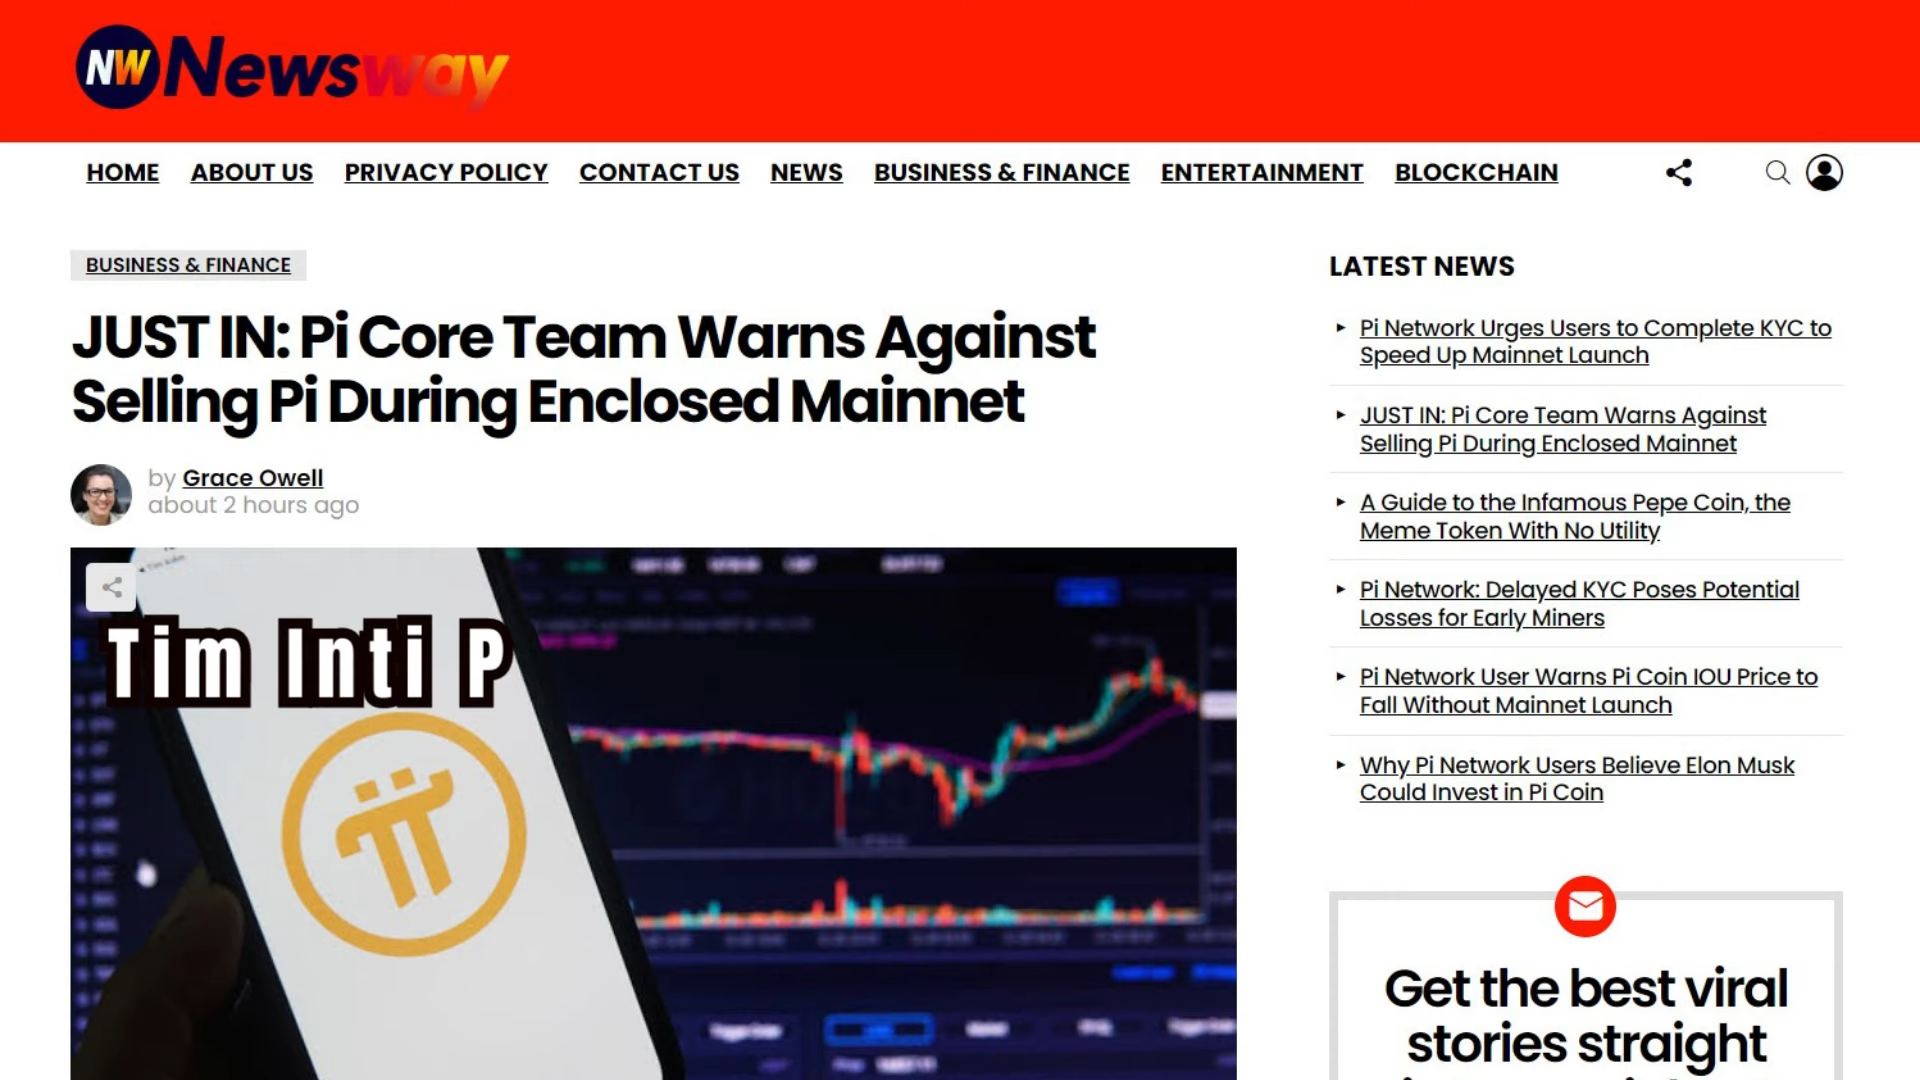 NW Newsway
HOME ABOUT US PRIVACY POLICY CONTACT US NEWS BUSINESS & FINANCE ENTERTAINMENT BLOCKCHAIN
BUSINESS & FINANCE
JUST IN: Pi Core Team Warns Against
Selling Pi During Enclosed Mainnet
by Grace Owell
about 2 hours ago
Tim Inti P
LATEST NEWS
Pi Network Urges Users to Complete KYC to
Speed Up Mainnet Launch
JUST IN: Pi Core Team Warns Against
Selling Pi During Enclosed Mainnet
A Guide to the Infamous Pepe Coin, the
Meme Token With No Utility
Pi Network: Delayed KYC Poses Potential
Losses for Early Miners
Pi Network User Warns Pi Coin IOU Price to
Fall Without Mainnet Launch
Why Pi Network Users Believe Elon Musk
Could Invest in Pi Coin
Get the best viral
stories straight